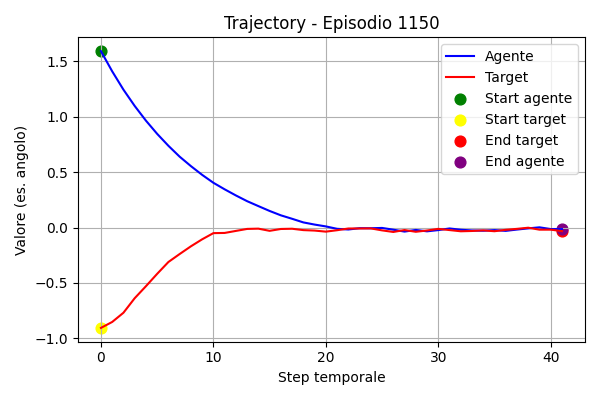 Trajectory - Episodio 1150
Valore (es. angolo)
1.5
1.0
0.5
0.0
−0.5
−1.0
Agente
Target
Start agente
Start target
End target
End agente
0 10 20 30 40
Step temporale